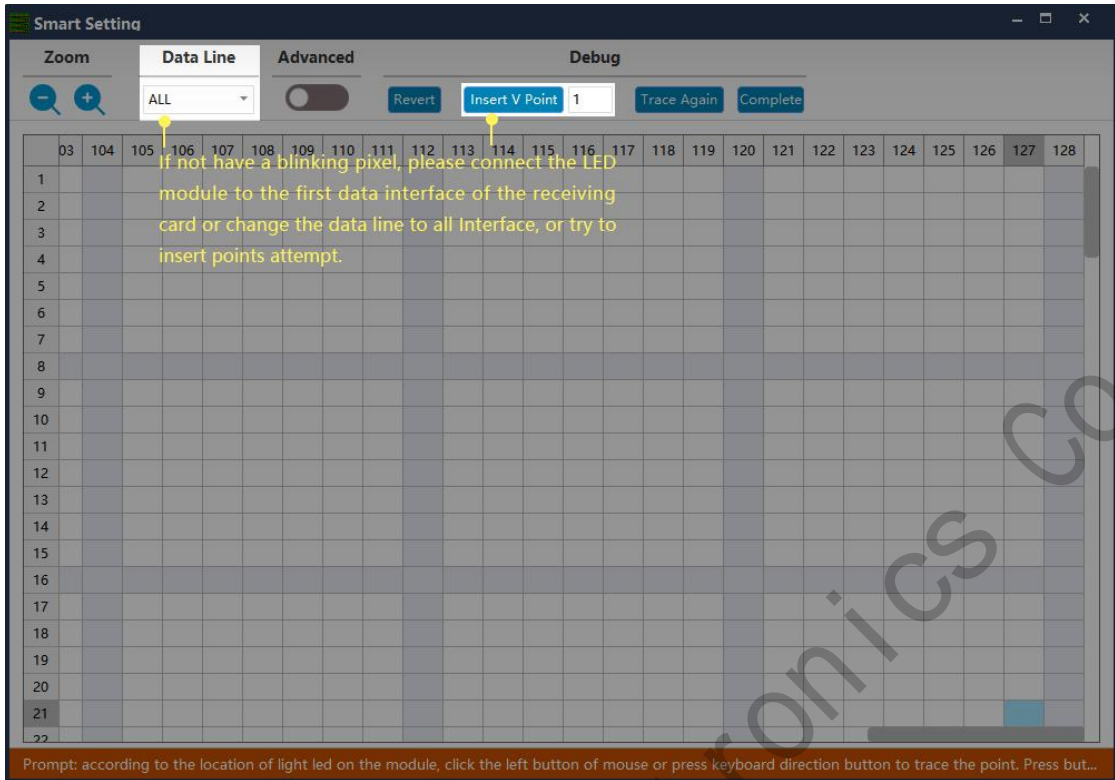 Smart Setting
Zoom Data Line Advanced Debug
ALL Revert Insert V Point 1 Trace Again Complete
03 104 105 106 107 108 109 110 111 112 113 114 115 116 117 118 119 120 121 122 123 124 125 126 127 128
If not have a blinking pixel, please connect the LED
module to the first data interface of the receiving
card or change the data line to all Interface, or try to
insert points attempt.
1
2
3
4
5
6
7
8
9
10
11
12
13
14
15
16
17
18
19
20
21
22
Prompt: according to the location of light led on the module, click the left button of mouse or press keyboard direction button to trace the point. Press but...
ronics Co